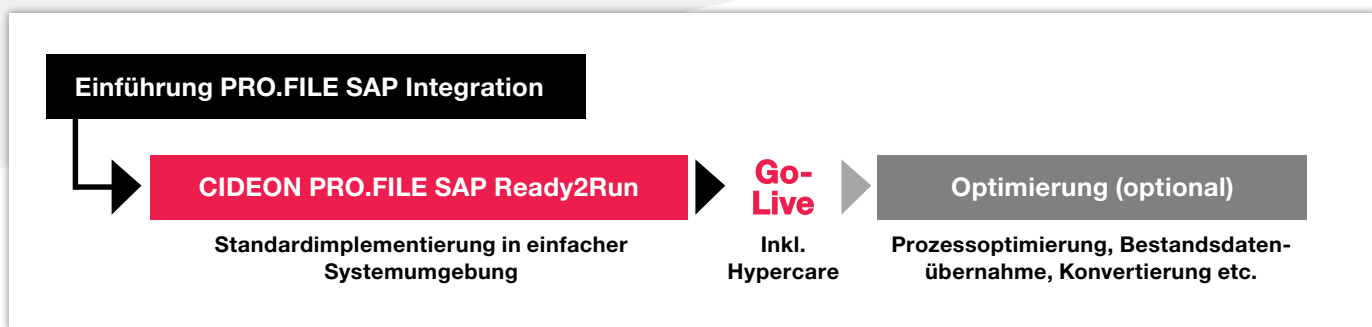 Einführung PRO.FILE SAP Integration
CIDEON PRO.FILE SAP Ready2Run
Standardimplementierung in einfacher
Systemumgebung
Go-
Live
Inkl.
Hypercare
Optimierung (optional)
Prozessoptimierung, Bestandsdaten-
übernahme, Konvertierung etc.